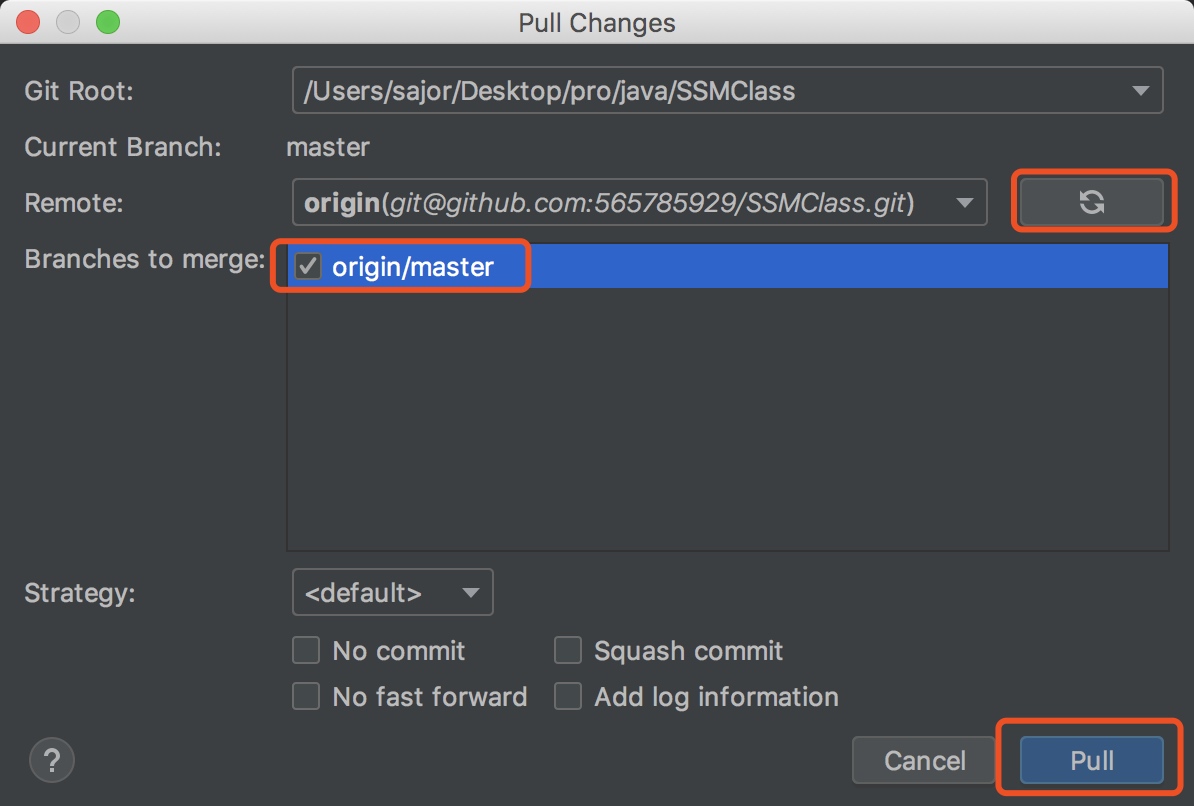 Pull Changes
Git Root: /Users/sajor/Desktop/pro/java/SSMClass
Current Branch: master
Remote: origin(git@github.com:565785929/SSMClass.git)
Branches to merge: origin/master
Strategy: <default>
No commit Squash commit
No fast forward Add log information
? Cancel Pull